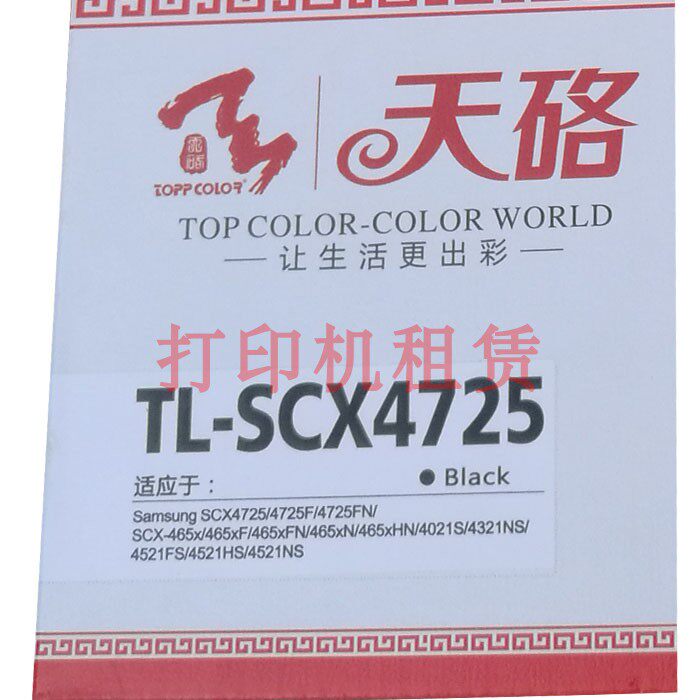 天硌
TOPP COLOR®
TOP COLOR-COLOR WORLD
让生活更出彩
打印机租赁
TL-SCX4725
适应于：
Black
Samsung SCX4725/4725F/4725FN/
SCX-465x/465xF/465xFN/465xN/465xHN/4021S/4321NS/
4521FS/4521HS/4521NS